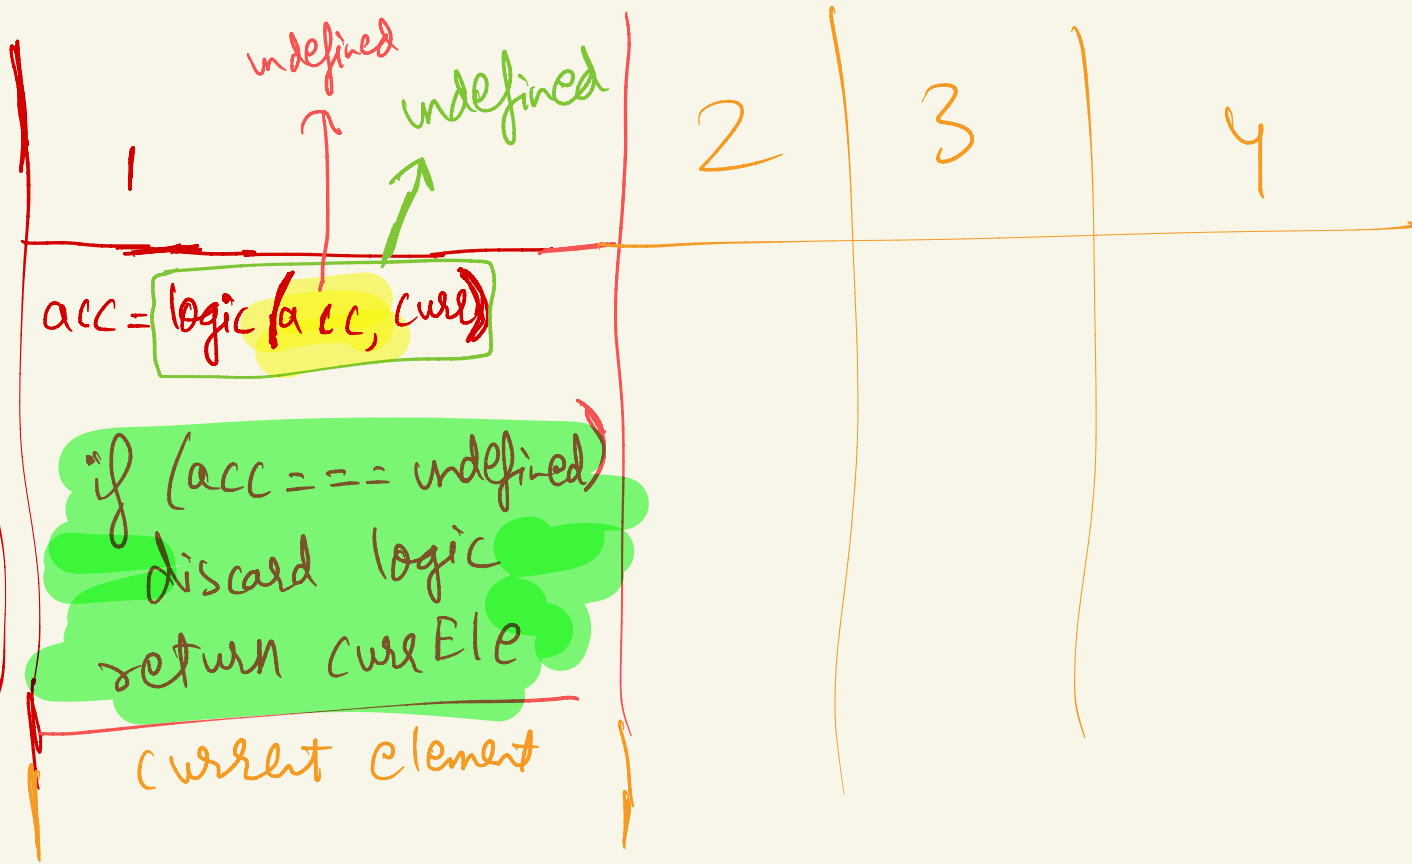 undefined
undefined
1
2
3
4
acc = logic (acc, curr)
if (acc === undefined)
discard logic
return currEle
current element